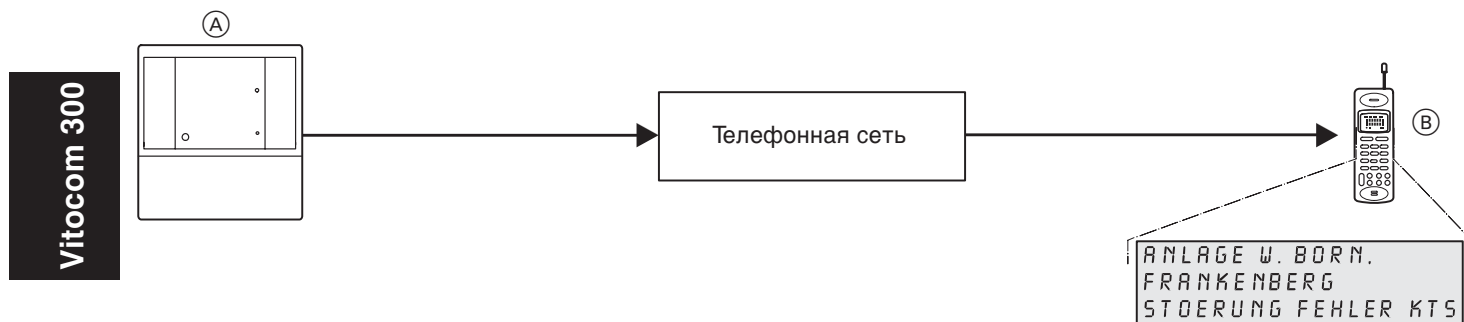 Vitocom 300
Ⓐ
Телефонная сеть
Ⓑ
ANLAGE W. BORN.
FRANKENBERG
STOERUNG FEHLER KTS